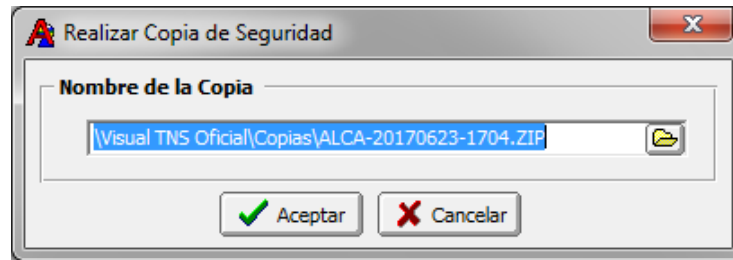 Realizar Copia de Seguridad
Nombre de la Copia
\Visual TNS Oficial\Copias\ALCA-20170623-1704.ZIP
Aceptar
Cancelar